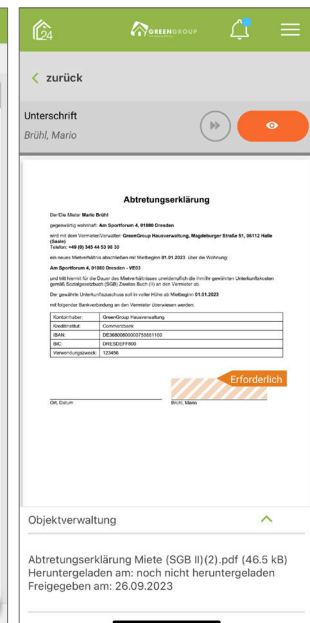 24
GREENGROUP
zurück
Unterschrift
Brühl, Mario
Abtretungserklärung
Der/Die Mieter Mario Brühl
gegenwärtig wohnhaft: Am Sportforum 4, 01880 Dresden
wird mit dem Vermieter/Verwalter: GreenGroup Hausverwaltung, Magdeburger Straße 51, 06112 Halle
(Saale)
Telefon: +49 (0) 345 44 53 90 30
ein neues Mietverhältnis abschließen mit Mietbeginn 01.01.2023 über die Wohnung:
Am Sportforum 4, 01080 Dresden - VE03
und tritt hiermit für die Dauer des Mietverhältnisses unwiderruflich die ihm/ihr gewährten Unterkunftskosten
gemäß Sozialgesetzbuch (SGB) Zweites Buch (II) an den Vermieter ab.
Der gewährte Unterkunftszuschuss soll in voller Höhe ab Mietbeginn 01.01.2023
mit folgender Bankverbindung an den Vermieter überwiesen werden:
Kontoinhaber: GreenGroup Hausverwaltung
Kreditinstitut: Commerzbank
IBAN:
BIC: DRESDEFF800
Verwendungszweck: 123456
Erforderlich
Ort, Datum Brühl, Mario
Objektverwaltung
Abtretungserklärung Miete (SGB II)(2).pdf (46.5 kB)
Heruntergeladen am: noch nicht heruntergeladen
Freigegeben am: 26.09.2023